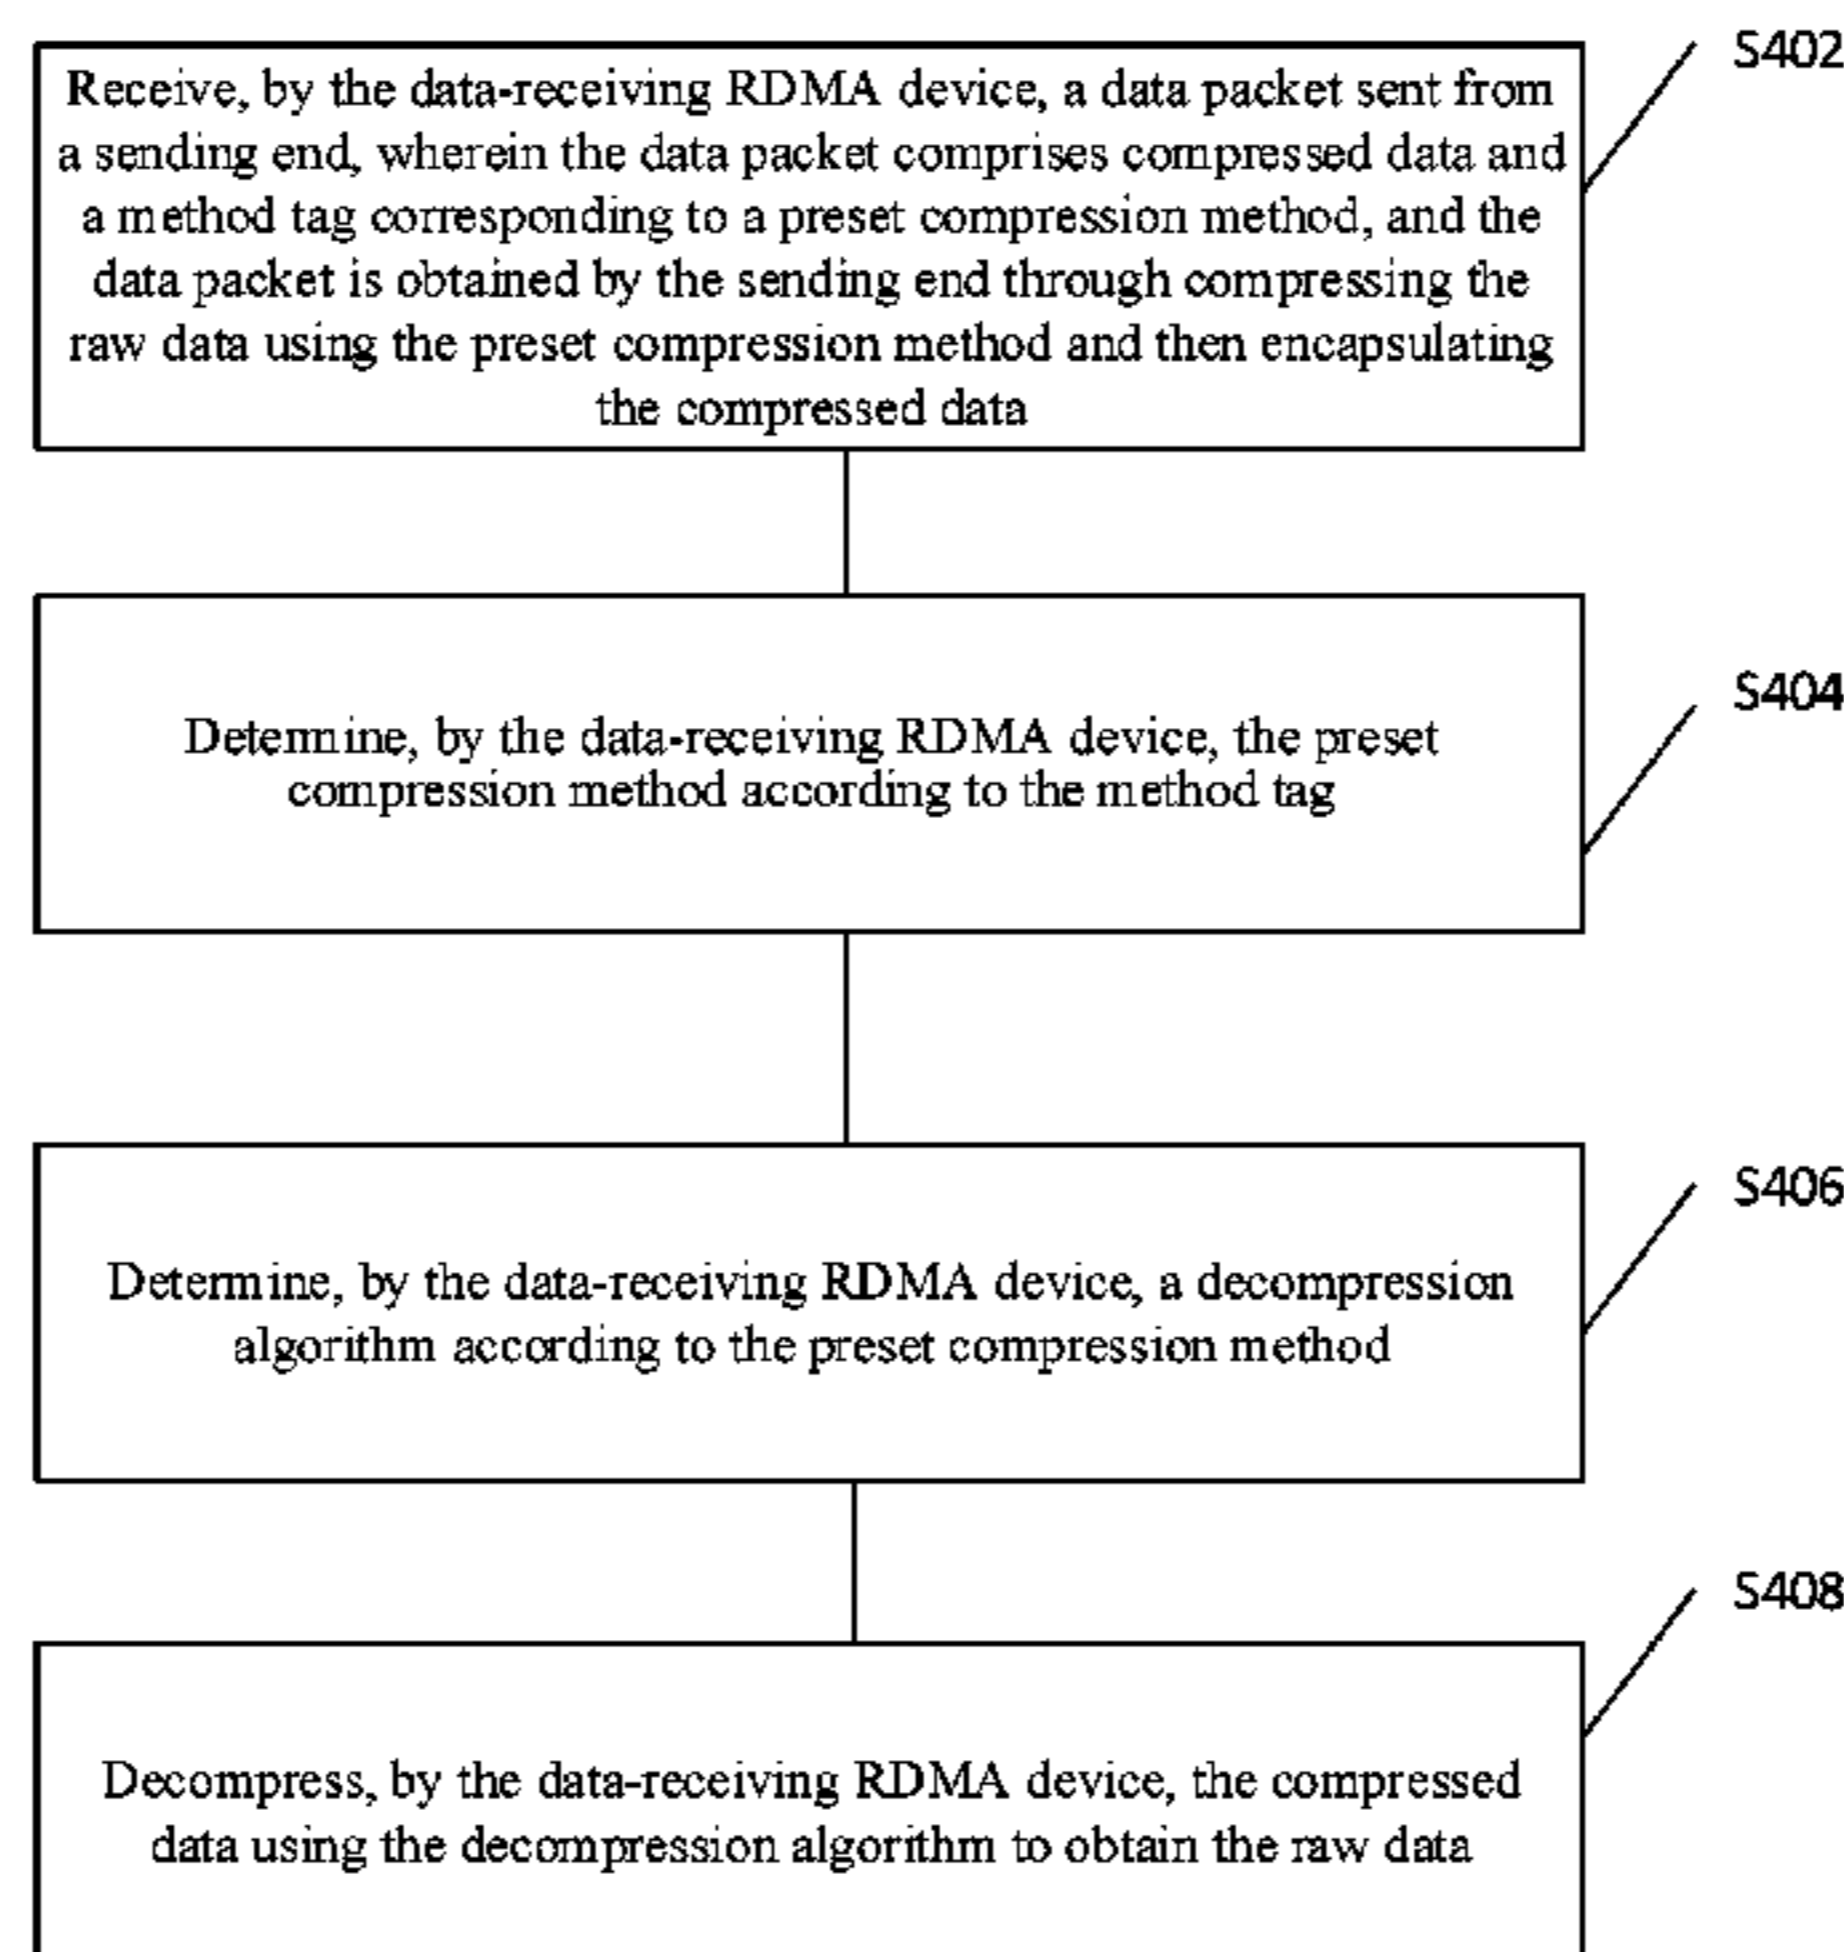 S402
Receive, by the data-receiving RDMA device, a data packet sent from
a sending end, wherein the data packet comprises compressed data and
a method tag corresponding to a preset compression method, and the
data packet is obtained by the sending end through compressing the
raw data using the preset compression method and then encapsulating
the compressed data
S404
Determine, by the data-receiving RDMA device, the preset
compression method according to the method tag
S406
Determine, by the data-receiving RDMA device, a decompression
algorithm according to the preset compression method
S408
Decompress, by the data-receiving RDMA device, the compressed
data using the decompression algorithm to obtain the raw data